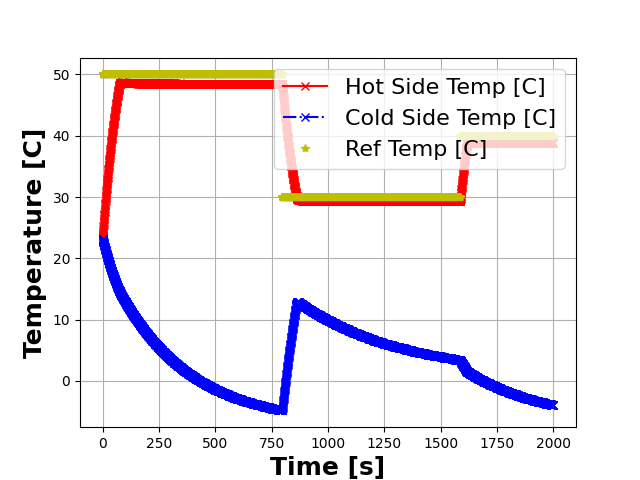 50
40
30
20
10
0
Temperature [C]
Hot Side Temp [C]
Cold Side Temp [C]
Ref Temp [C]
0 250 500 750 1000 1250 1500 1750 2000
Time [s]